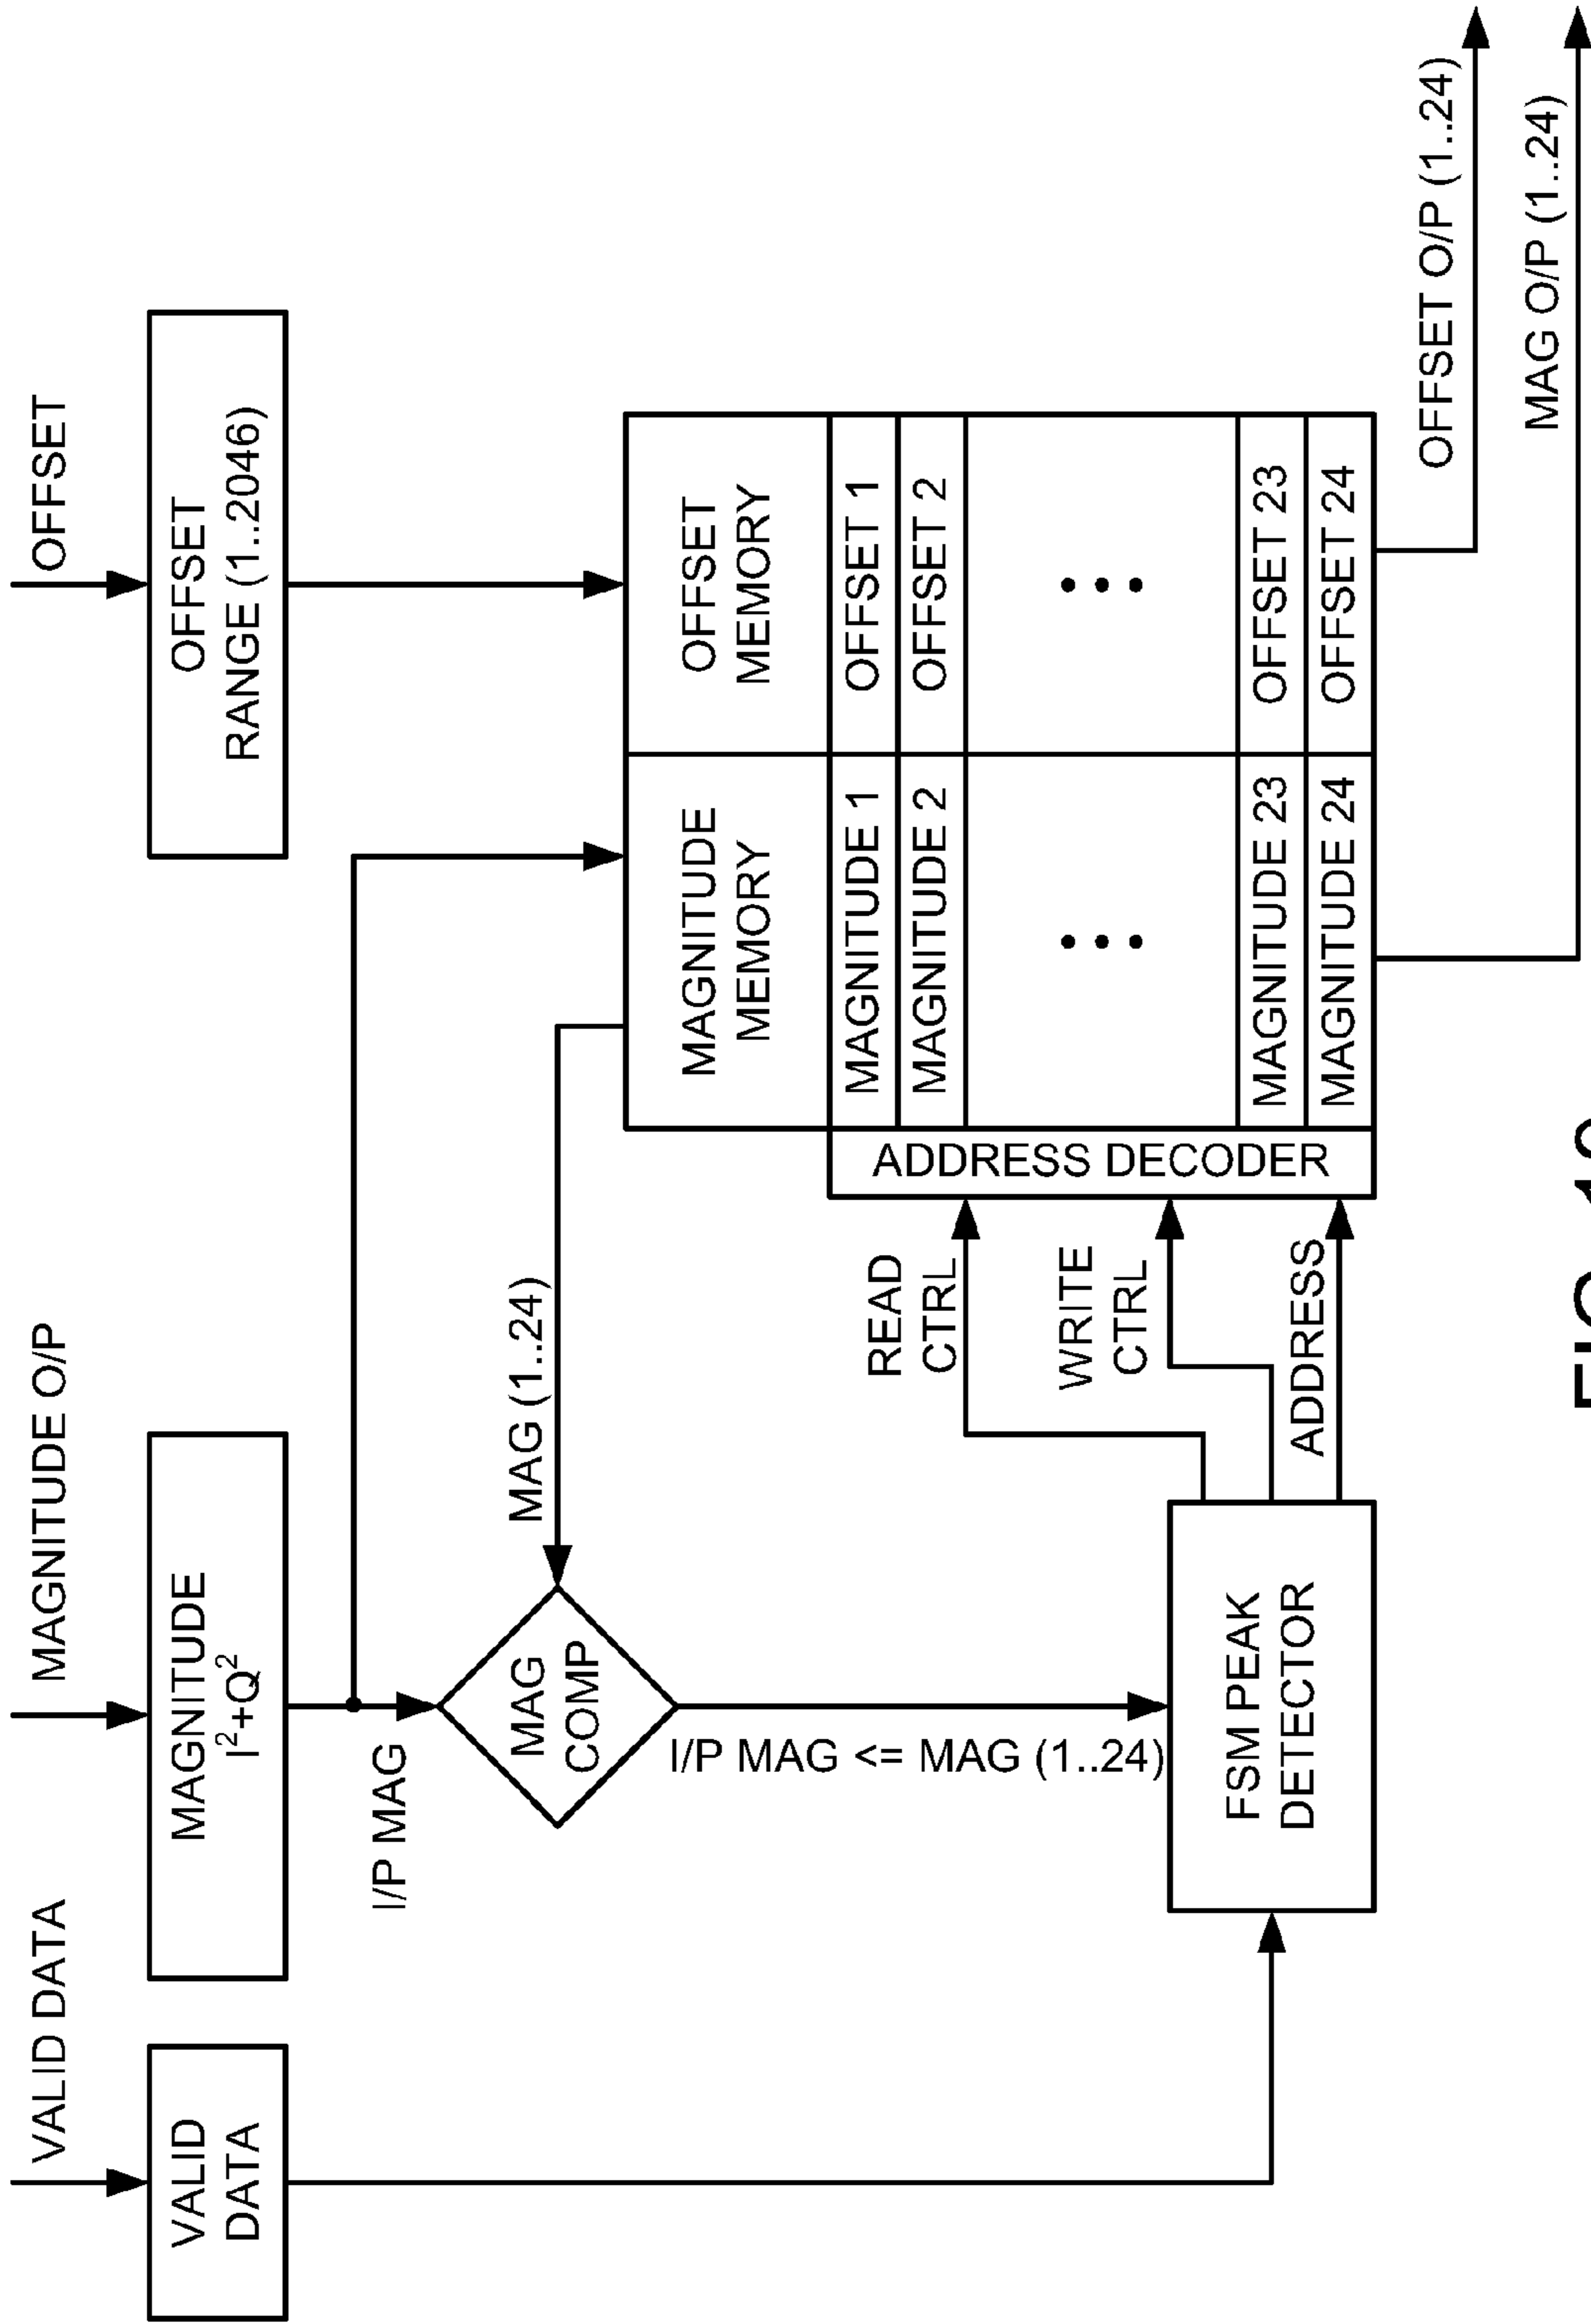 VALID DATA
MAGNITUDE O/P
OFFSET
VALID
DATA
MAGNITUDE
I²+Q²
OFFSET
RANGE (1..2046)
I/P MAG
MAG
COMP
MAG (1..24)
I/P MAG <= MAG (1..24)
MAGNITUDE
MEMORY
OFFSET
MEMORY
MAGNITUDE 1
OFFSET 1
MAGNITUDE 2
OFFSET 2
• • •
• • •
MAGNITUDE 23
OFFSET 23
MAGNITUDE 24
OFFSET 24
ADDRESS DECODER
READ
CTRL
WRITE
CTRL
ADDRESS
FSM PEAK
DETECTOR
OFFSET O/P (1..24)
MAG O/P (1..24)